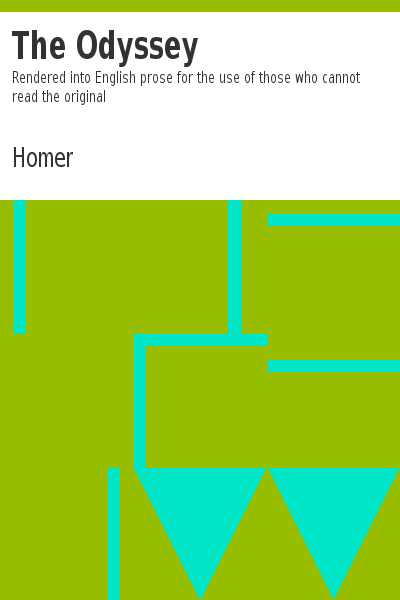 The Odyssey
Rendered into English prose for the use of those who cannot
read the original
Homer